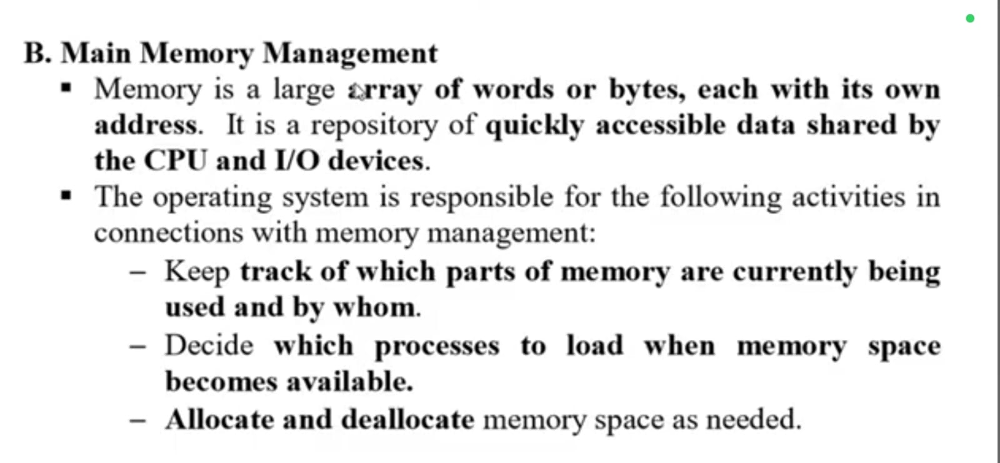 B. Main Memory Management
▪ Memory is a large array of words or bytes, each with its own
address. It is a repository of quickly accessible data shared by
the CPU and I/O devices.
▪ The operating system is responsible for the following activities in
connections with memory management:
– Keep track of which parts of memory are currently being
used and by whom.
– Decide which processes to load when memory space
becomes available.
– Allocate and deallocate memory space as needed.